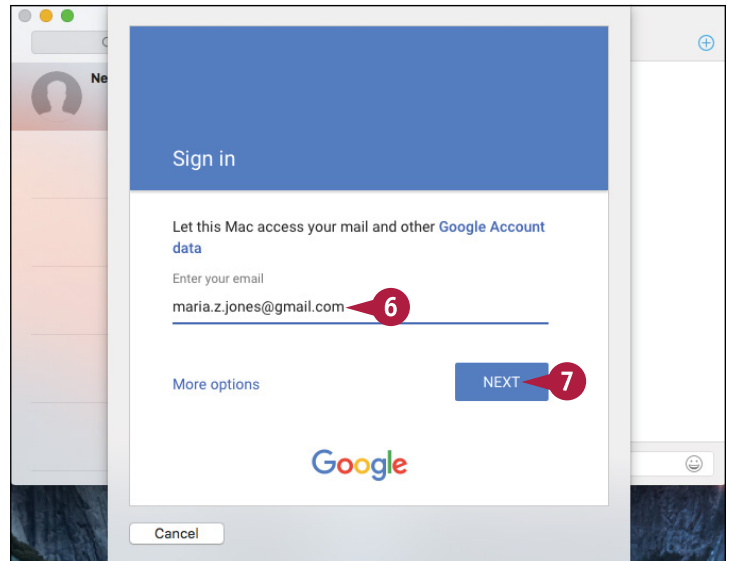 Ne
Sign in
Let this Mac access your mail and other Google Account
data
Enter your email
maria.z.jones@gmail.com
6
More options
NEXT
7
Google
Cancel